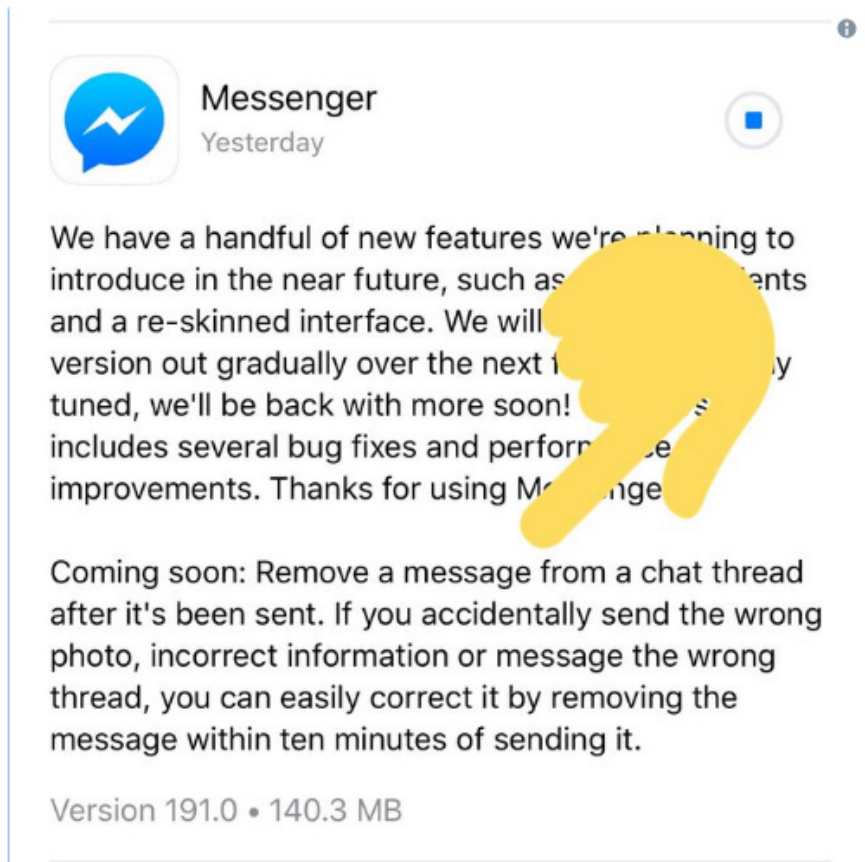 Messenger
Yesterday
We have a handful of new features we're planning to
introduce in the near future, such as
and a re-skinned interface. We will
version out gradually over the next
tuned, we'll be back with more soon!
includes several bug fixes and performance
improvements. Thanks for using Messenger
Coming soon: Remove a message from a chat thread
after it's been sent. If you accidentally send the wrong
photo, incorrect information or message the wrong
thread, you can easily correct it by removing the
message within ten minutes of sending it.
Version 191.0 • 140.3 MB